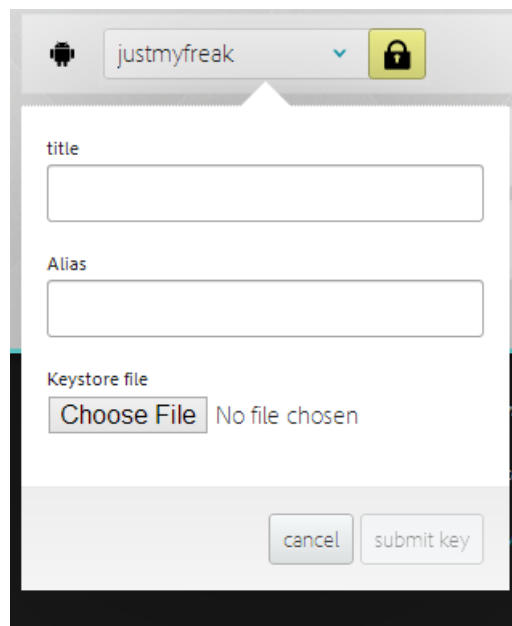 justmyfreak
title
Alias
Keystore file
Choose File No file chosen
cancel submit key